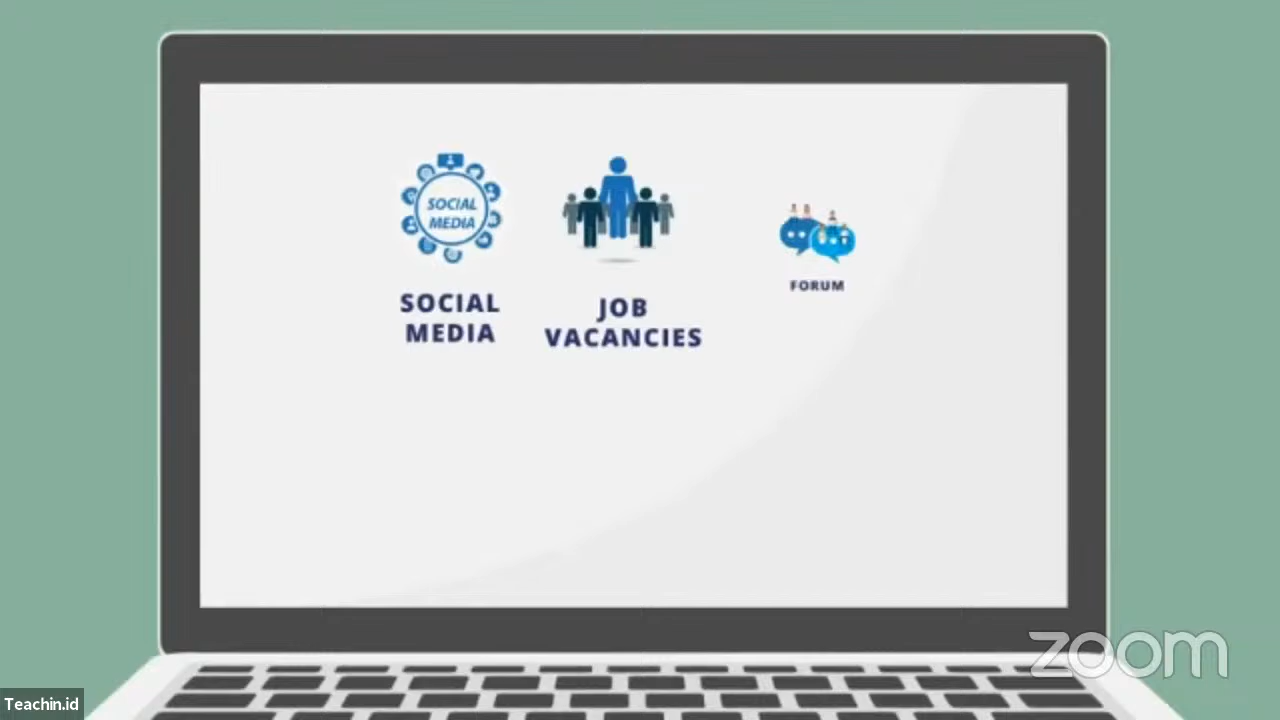 SOCIAL
MEDIA
SOCIAL
MEDIA
JOB
VACANCIES
FORUM
zoom
Teachin.id